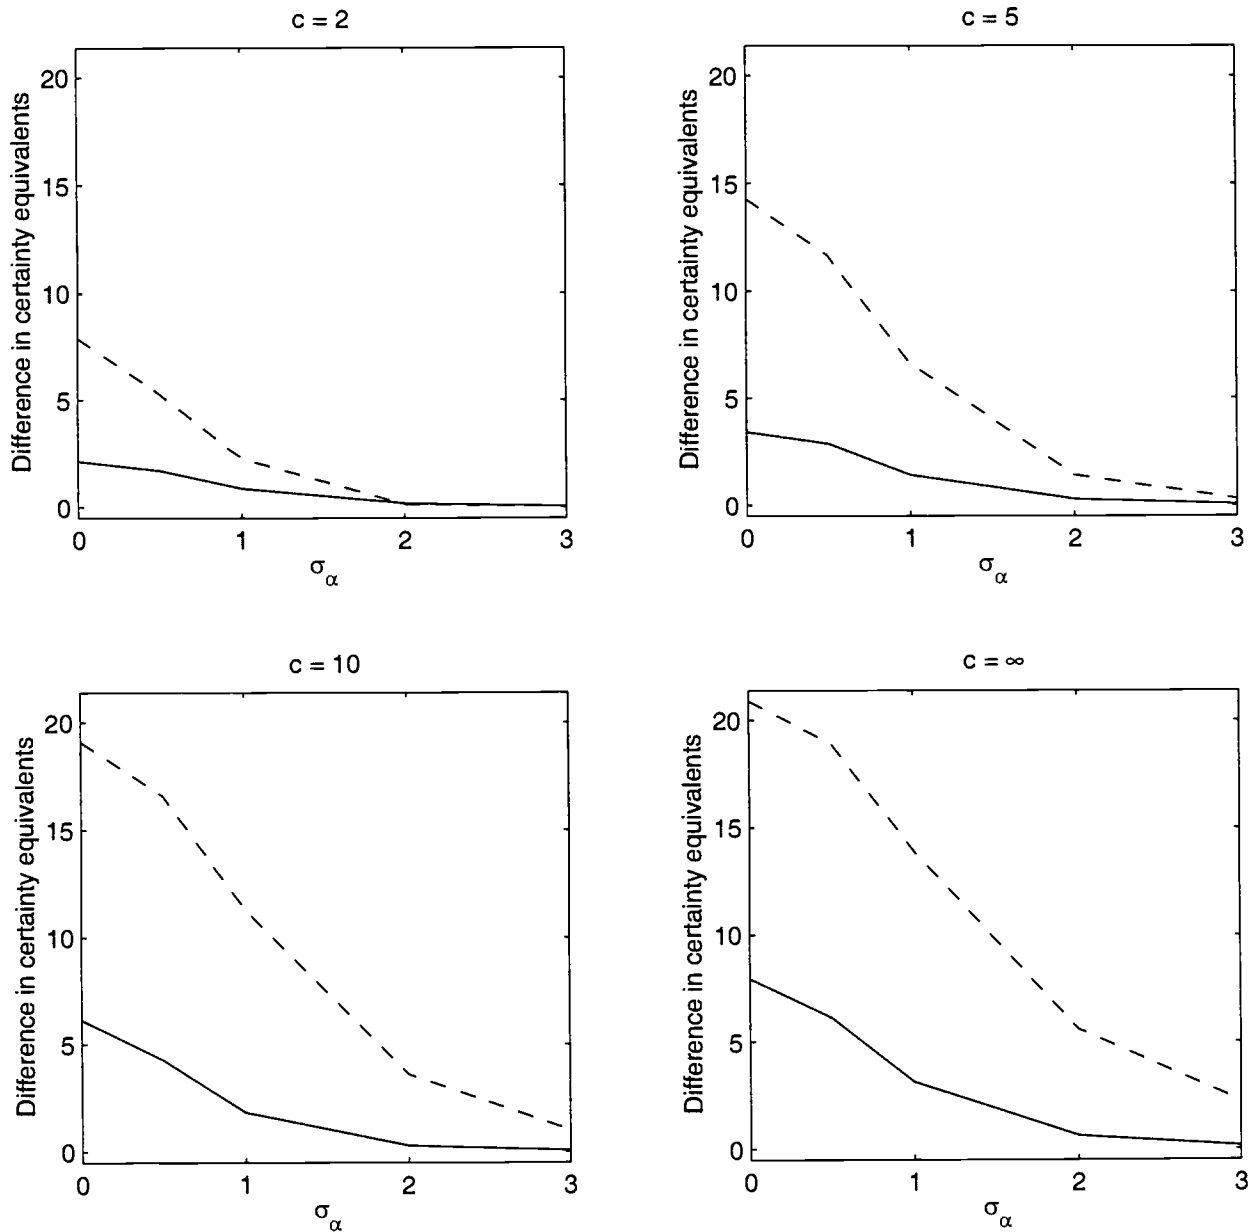 c = 2
20
15
10
5
0
Difference in certainty equivalents
0 1 2 3
σα
c = 5
20
15
10
5
0
Difference in certainty equivalents
0 1 2 3
σα
c = 10
20
15
10
5
0
Difference in certainty equivalents
0 1 2 3
σα
c = ∞
20
15
10
5
0
Difference in certainty equivalents
0 1 2 3
σα